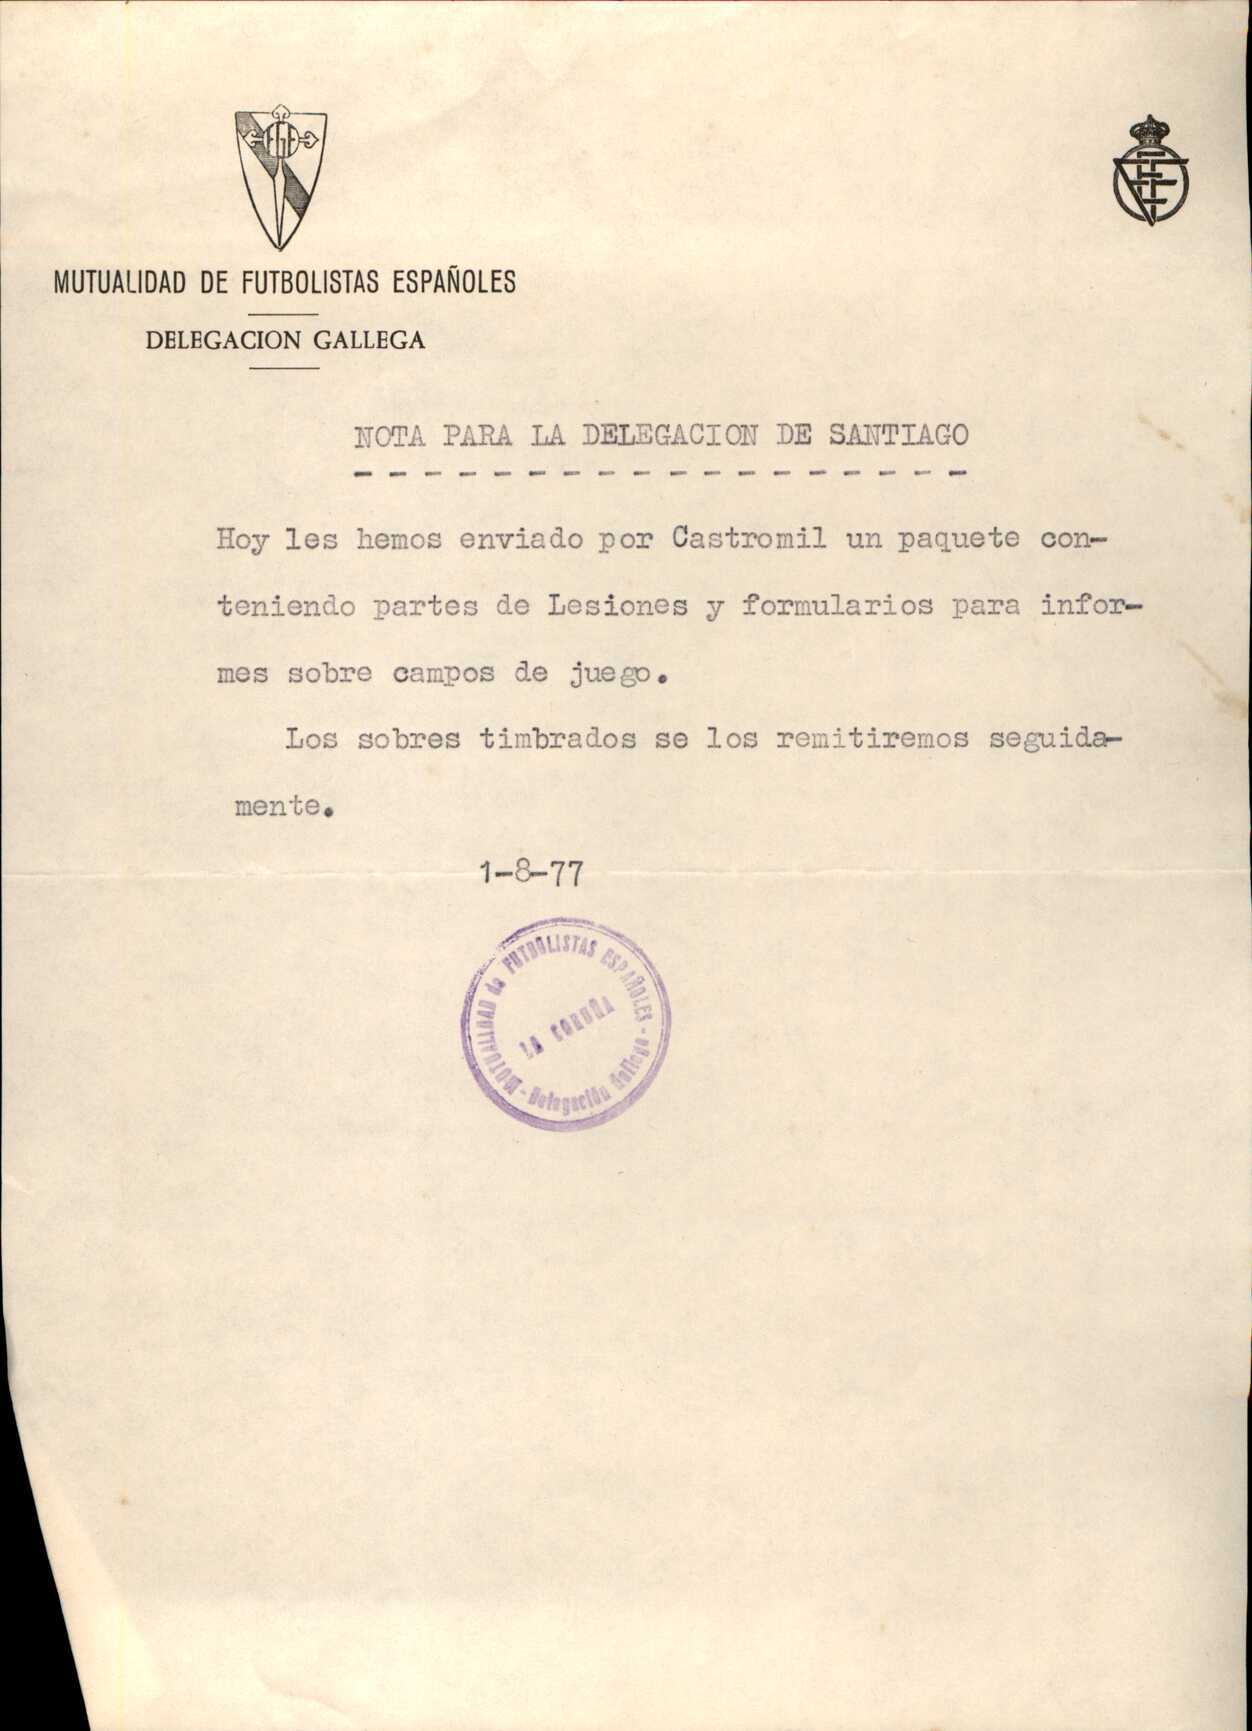 FGF
FEF
MUTUALIDAD DE FUTBOLISTAS ESPAÑOLES
DELEGACION GALLEGA
NOTA PARA LA DELEGACION DE SANTIAGO
- - - - - - - - - - - - - - - - - -
Hoy les hemos enviado por Castromil un paquete con-
teniendo partes de Lesiones y formularios para infor-
mes sobre campos de juego.
Los sobres timbrados se los remitiremos seguida-
mente.
1-8-77
MUTUALIDAD de FUTBOLISTAS ESPAÑOLES - Delegación Gallega -
LA CORUÑA